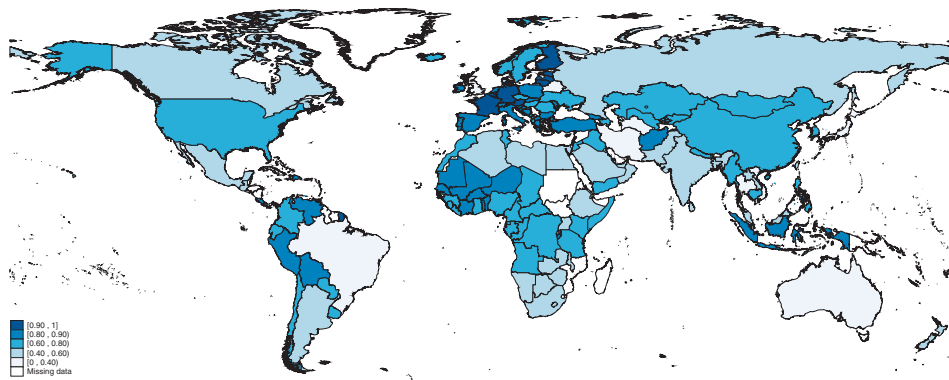 [0.90 , 1]
[0.80 , 0.90)
[0.60 , 0.80)
[0.40 , 0.60)
[0 , 0.40)
Missing data